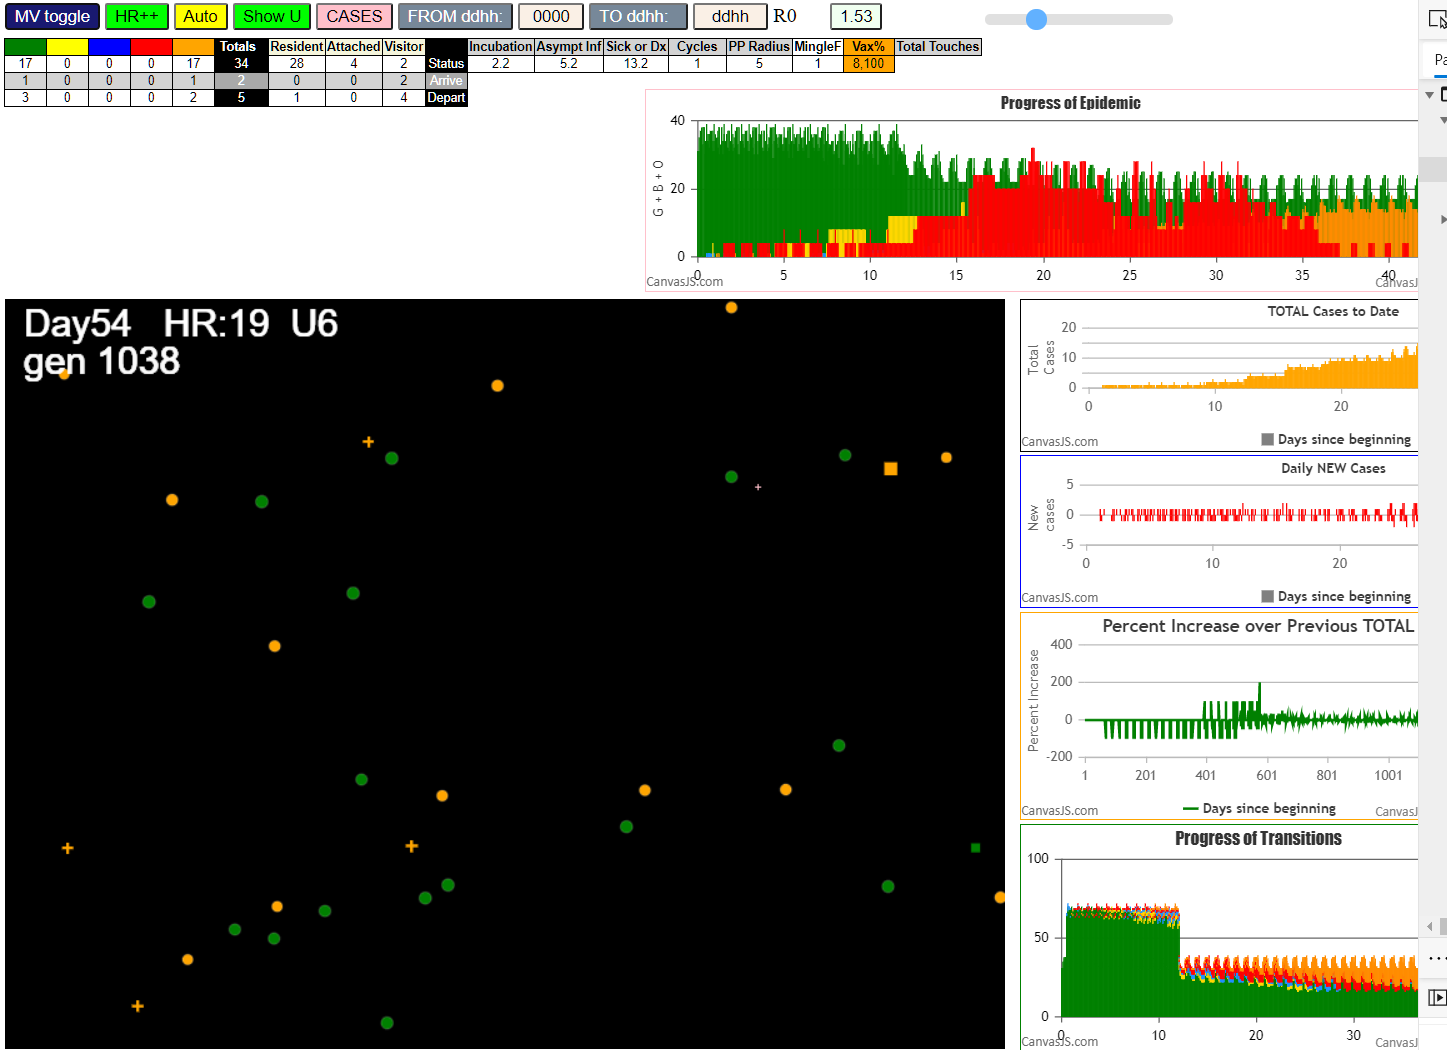 MV toggle HR++ Auto Show U CASES FROM ddhh: 0000 TO ddhh: ddhh R0 1.53
Totals Resident Attached Visitor Incubation Asympt Inf Sick or Dx Cycles PP Radius MingleF Vax% Total Touches
17 0 0 0 17 34 28 4 2 Status 2.2 5.2 13.2 1 5 1 8,100
1 0 0 0 1 2 0 0 2 Arrive
3 0 0 0 2 5 1 0 4 Depart
Progress of Epidemic
G + B + O
40
20
0
0 5 10 15 20 25 30 35 40
CanvasJS.com CanvasJ
Day54 HR:19 U6
gen 1038
TOTAL Cases to Date
Total Cases
20
10
0
0 10 20
Days since beginning
CanvasJS.com
Daily NEW Cases
New cases
5
0
-5
0 10 20
Days since beginning
CanvasJS.com
Percent Increase over Previous TOTAL
Percent Increase
400
200
0
-200
1 201 401 601 801 1001
Days since beginning
CanvasJS.com CanvasJ
Progress of Transitions
100
50
0
0 10 20 30
CanvasJS.com CanvasJ
Pa